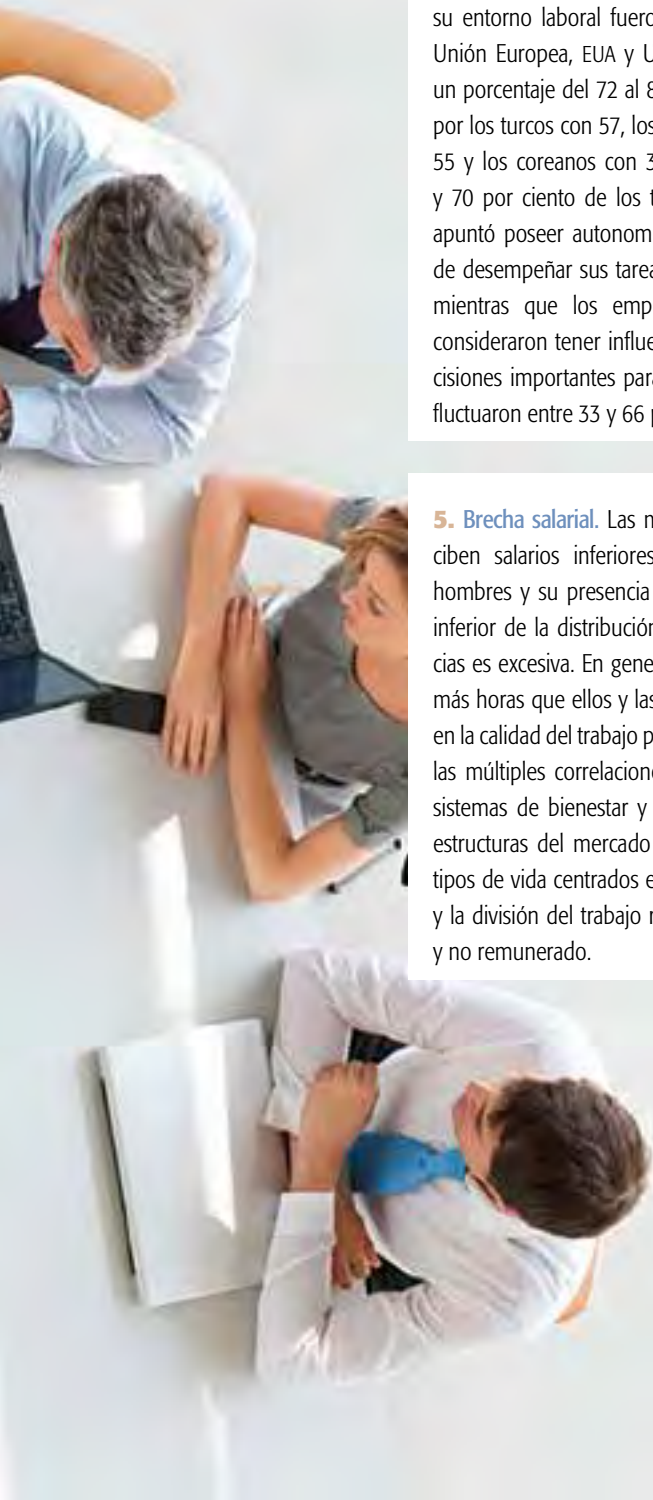 su entorno laboral fuero
Unión Europea, EUA y U
un porcentaje del 72 al 8
por los turcos con 57, los
55 y los coreanos con 3
y 70 por ciento de los t
apuntó poseer autonom
de desempeñar sus tarea
mientras que los emp
consideraron tener influe
cisiones importantes para
fluctuaron entre 33 y 66 p
5. Brecha salarial. Las m
ciben salarios inferiores
hombres y su presencia
inferior de la distribución
cias es excesiva. En gene
más horas que ellos y las
en la calidad del trabajo p
las múltiples correlacione
sistemas de bienestar y
estructuras del mercado
tipos de vida centrados e
y la división del trabajo r
y no remunerado.